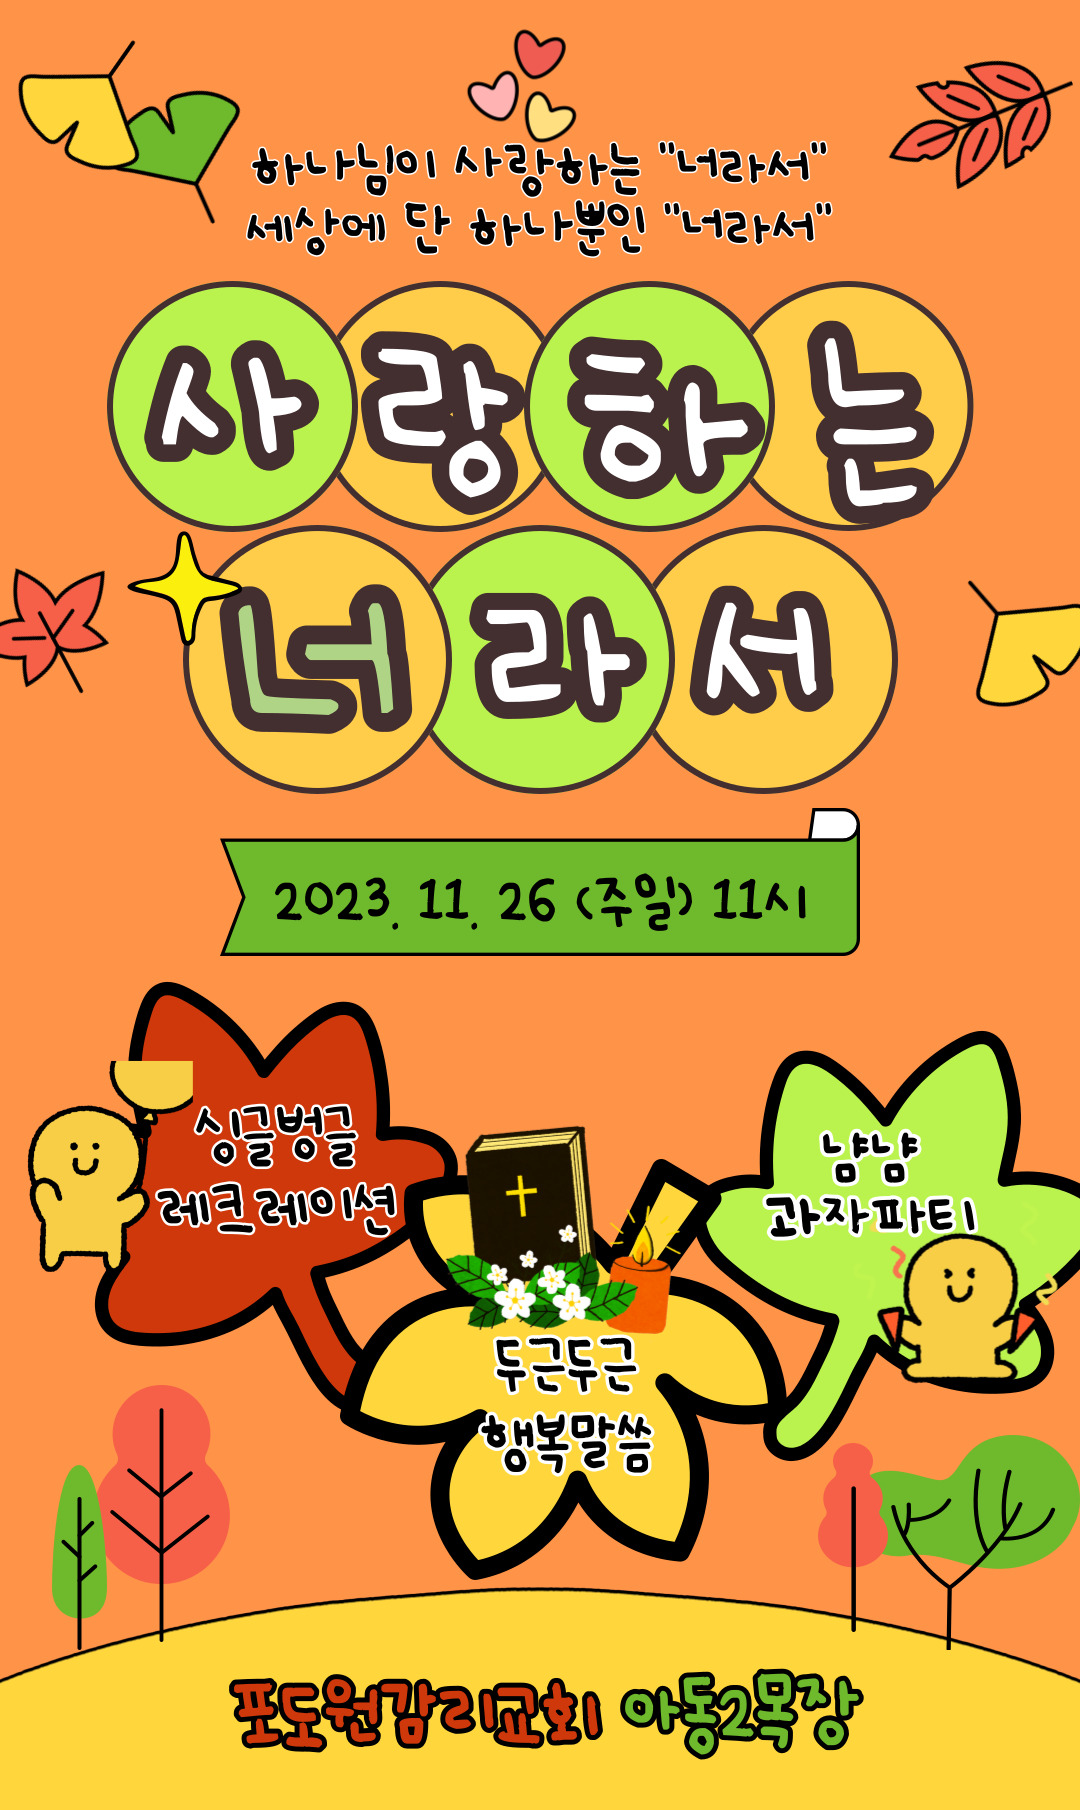 하나님이 사랑하는 "너라서"
세상에 단 하나뿐인 "너라서"
사랑하는
너라서
2023. 11. 26 (주일) 11시
싱글벙글
레크레이션
냠냠
과자파티
두근두근
행복말씀
포도원감리교회 아동2목장